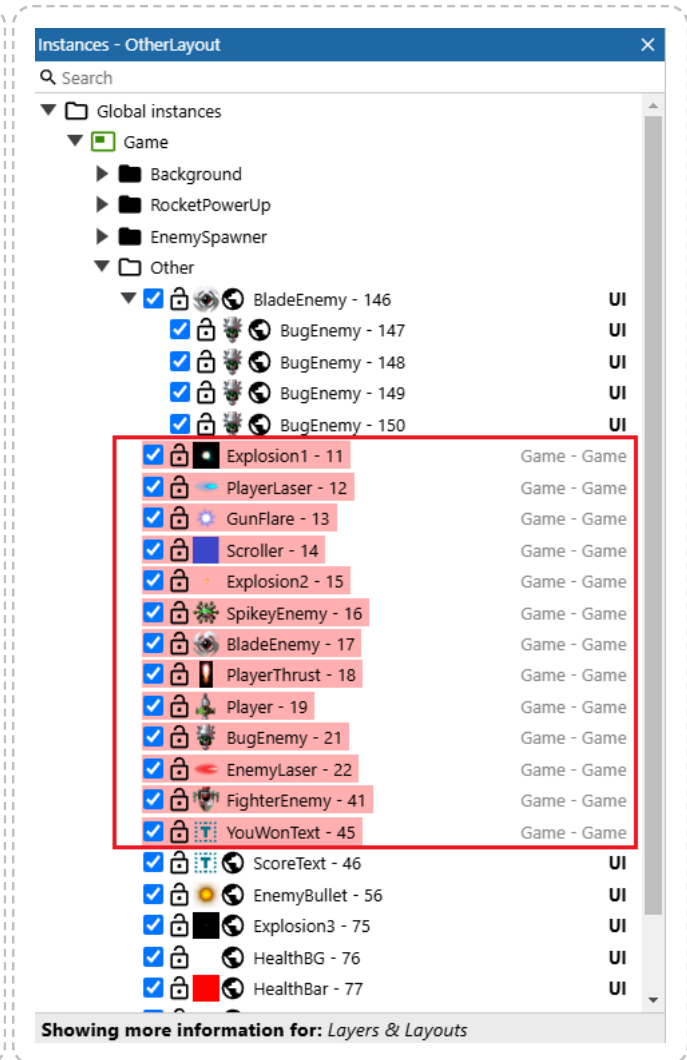 Instances - OtherLayout
Search
Global instances
Game
Background
RocketPowerUp
EnemySpawner
Other
BladeEnemy - 146 UI
BugEnemy - 147 UI
BugEnemy - 148 UI
BugEnemy - 149 UI
BugEnemy - 150 UI
Explosion1 - 11 Game - Game
PlayerLaser - 12 Game - Game
GunFlare - 13 Game - Game
Scroller - 14 Game - Game
Explosion2 - 15 Game - Game
SpikeyEnemy - 16 Game - Game
BladeEnemy - 17 Game - Game
PlayerThrust - 18 Game - Game
Player - 19 Game - Game
BugEnemy - 21 Game - Game
EnemyLaser - 22 Game - Game
FighterEnemy - 41 Game - Game
YouWonText - 45 Game - Game
ScoreText - 46 UI
EnemyBullet - 56 UI
Explosion3 - 75 UI
HealthBG - 76 UI
HealthBar - 77 UI
Showing more information for: Layers & Layouts